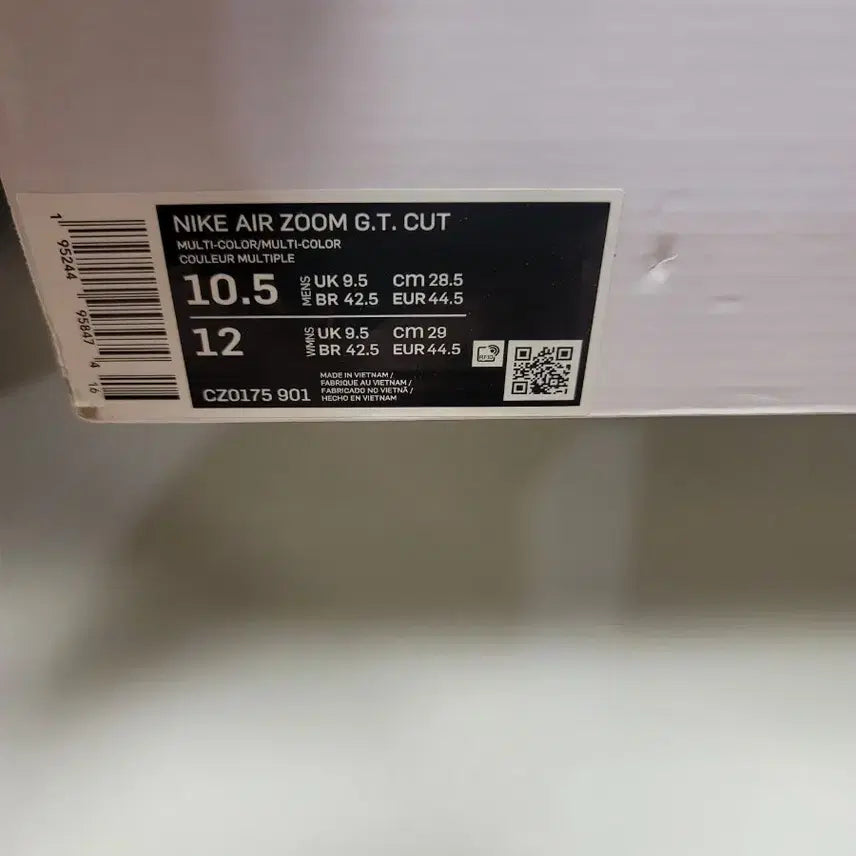 NIKE AIR ZOOM G.T. CUT
MULTI-COLOR/MULTI-COLOR
COULEUR MULTIPLE
10.5 MENS UK 9.5 cm 28.5
BR 42.5 EUR 44.5
12 WMNS UK 9.5 cm 29
BR 42.5 EUR 44.5
RFID
CZ0175 901
MADE IN VIETNAM /
FABRIQUE AU VIETNAM /
FABRICADO NO VIETNÃ /
HECHO EN VIETNAM
1 95244 95847 4 16